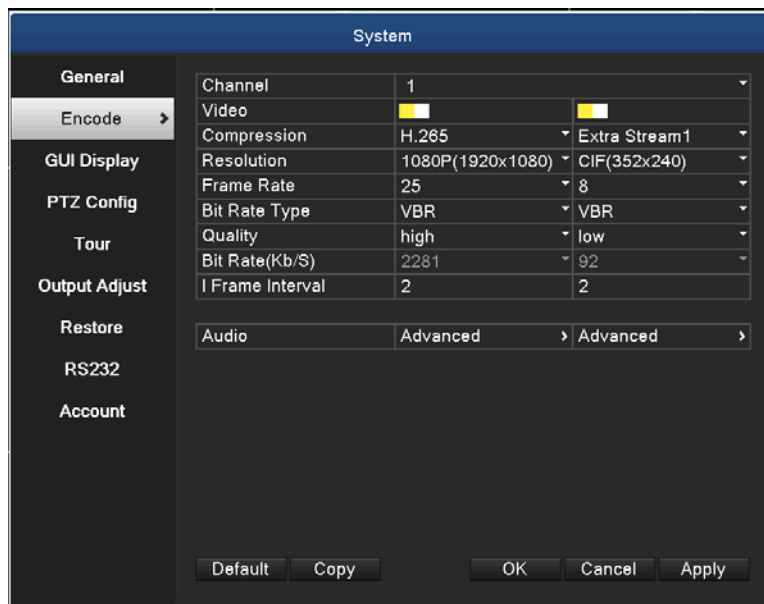 System
General
Encode
GUI Display
PTZ Config
Tour
Output Adjust
Restore
RS232
Account
Channel 1
Video
Compression H.265 Extra Stream1
Resolution 1080P(1920x1080) CIF(352x240)
Frame Rate 25 8
Bit Rate Type VBR VBR
Quality high low
Bit Rate(Kb/S) 2281 92
I Frame Interval 2 2
Audio Advanced Advanced
Default Copy OK Cancel Apply